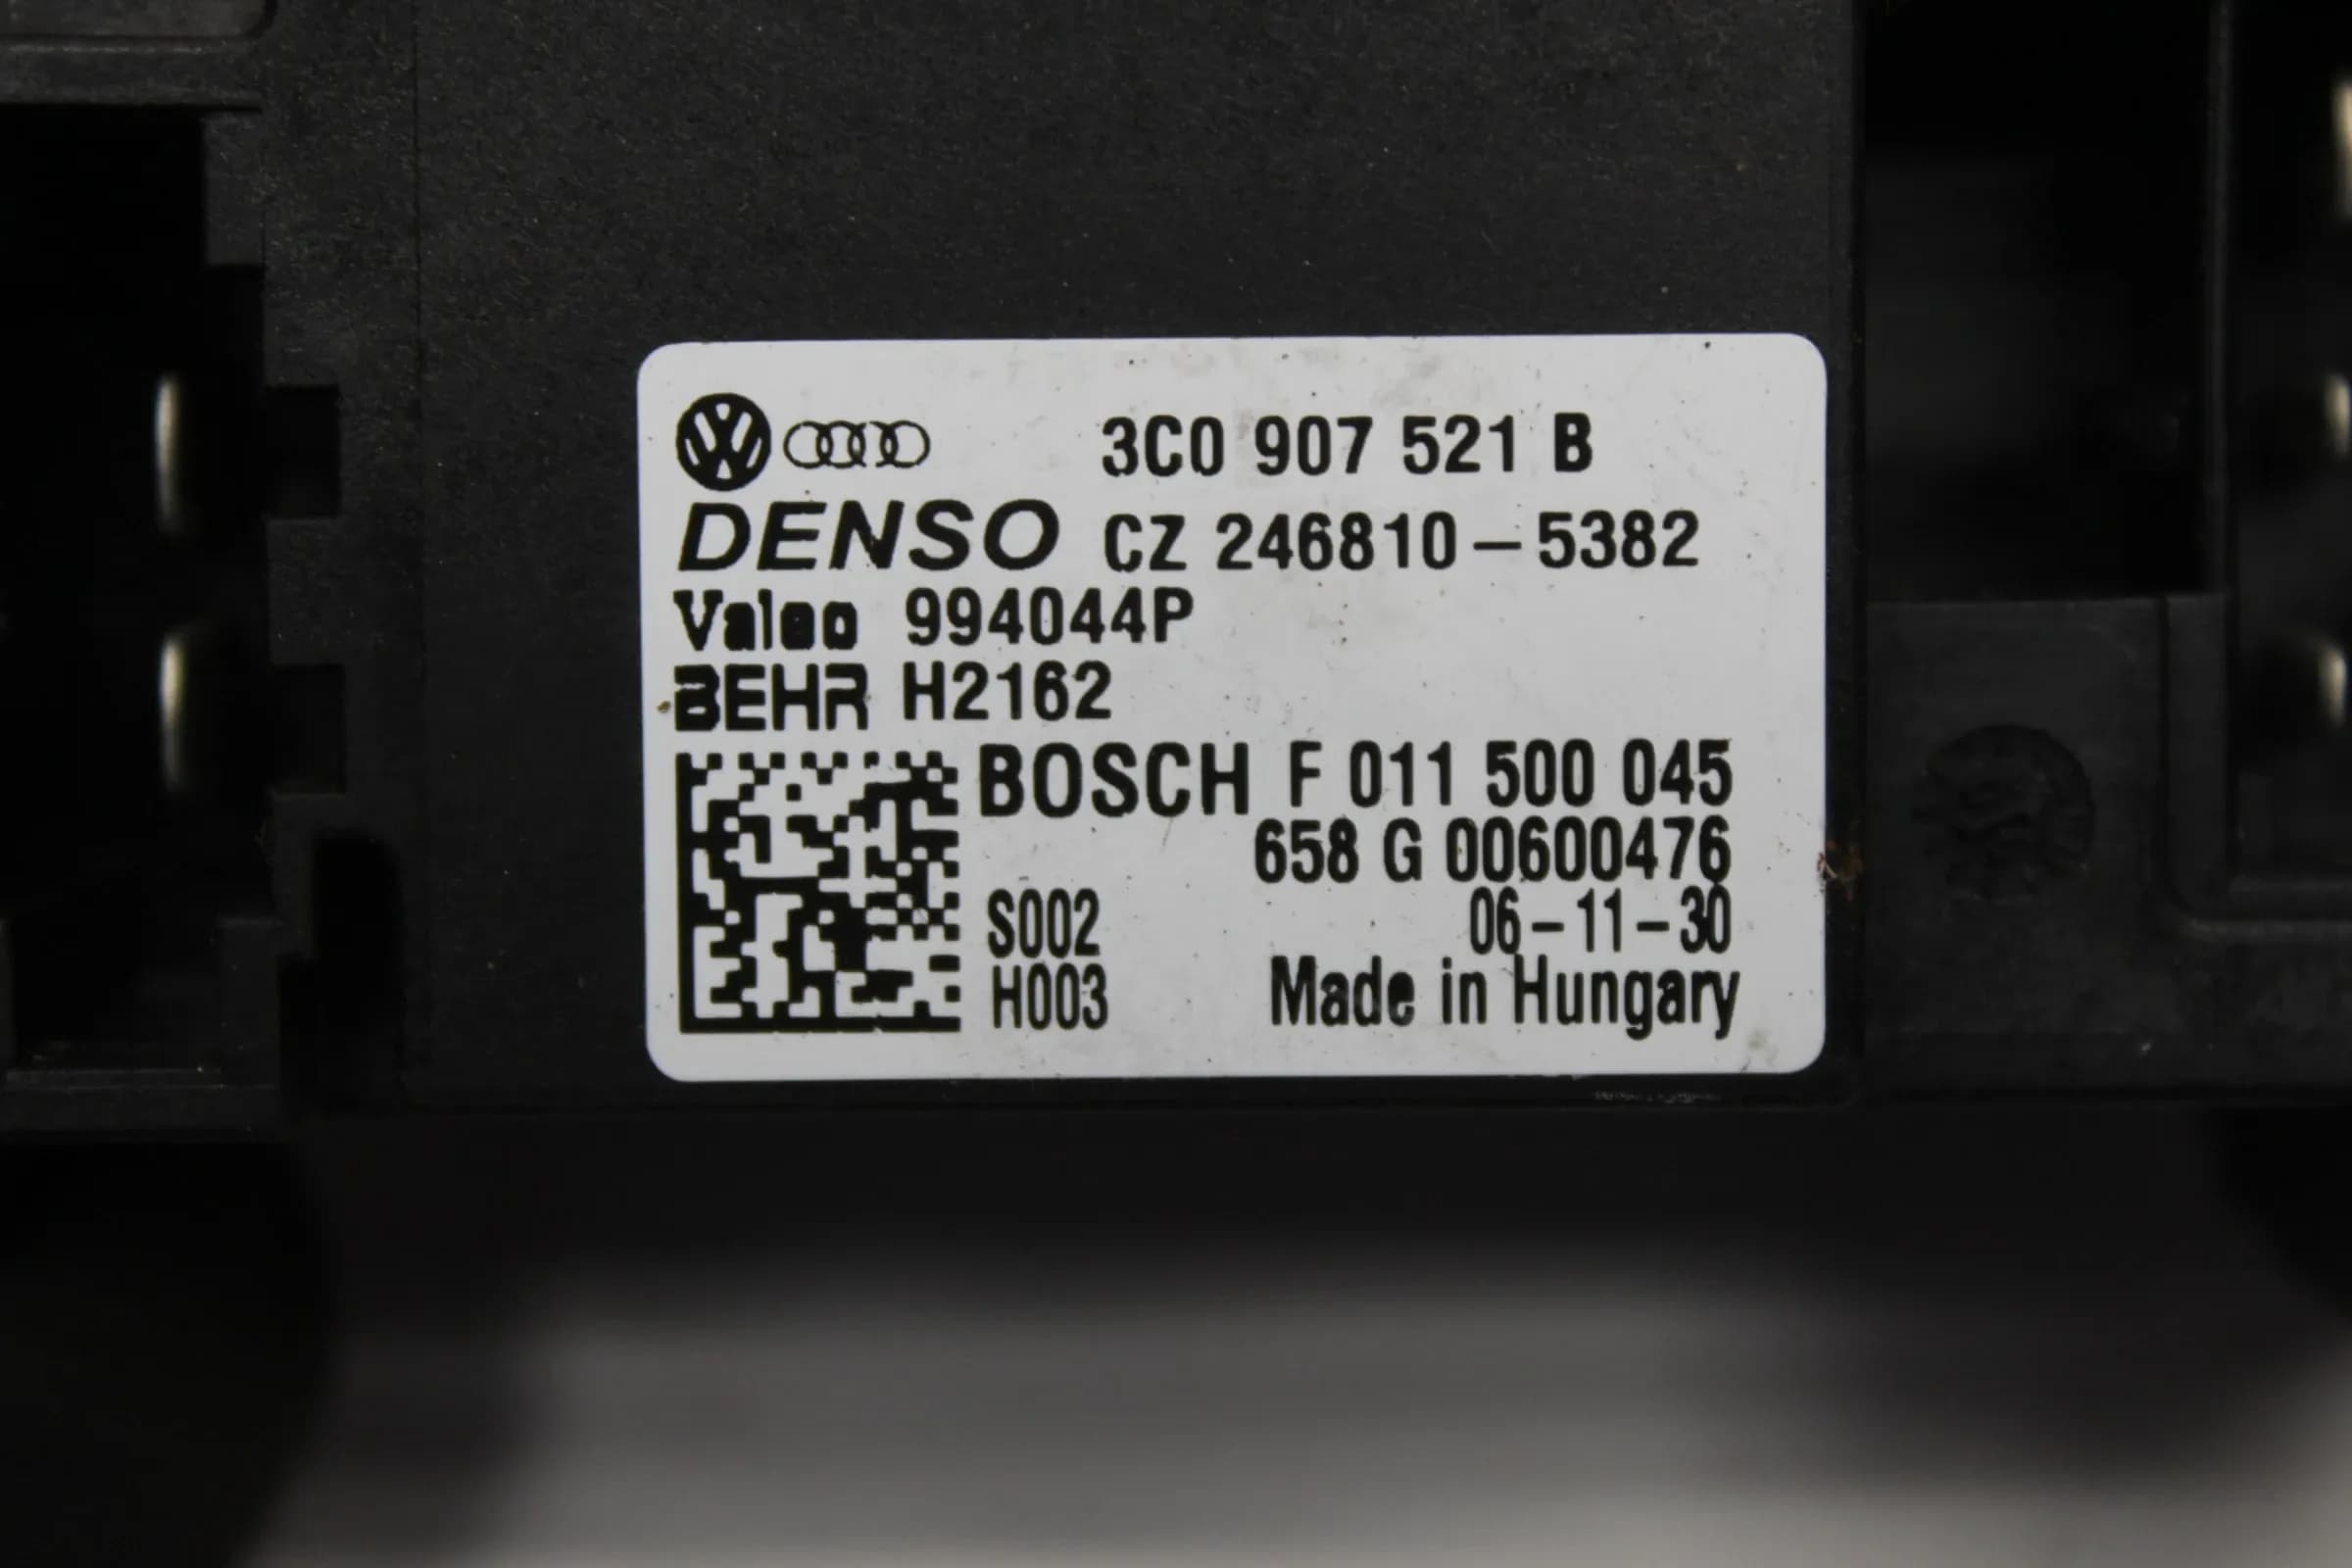 3C0 907 521 B
DENSO CZ 246810-5382
Valeo 994044P
BEHR H2162
BOSCH F 011 500 045
658 G 00600476
S002 06-11-30
H003 Made in Hungary